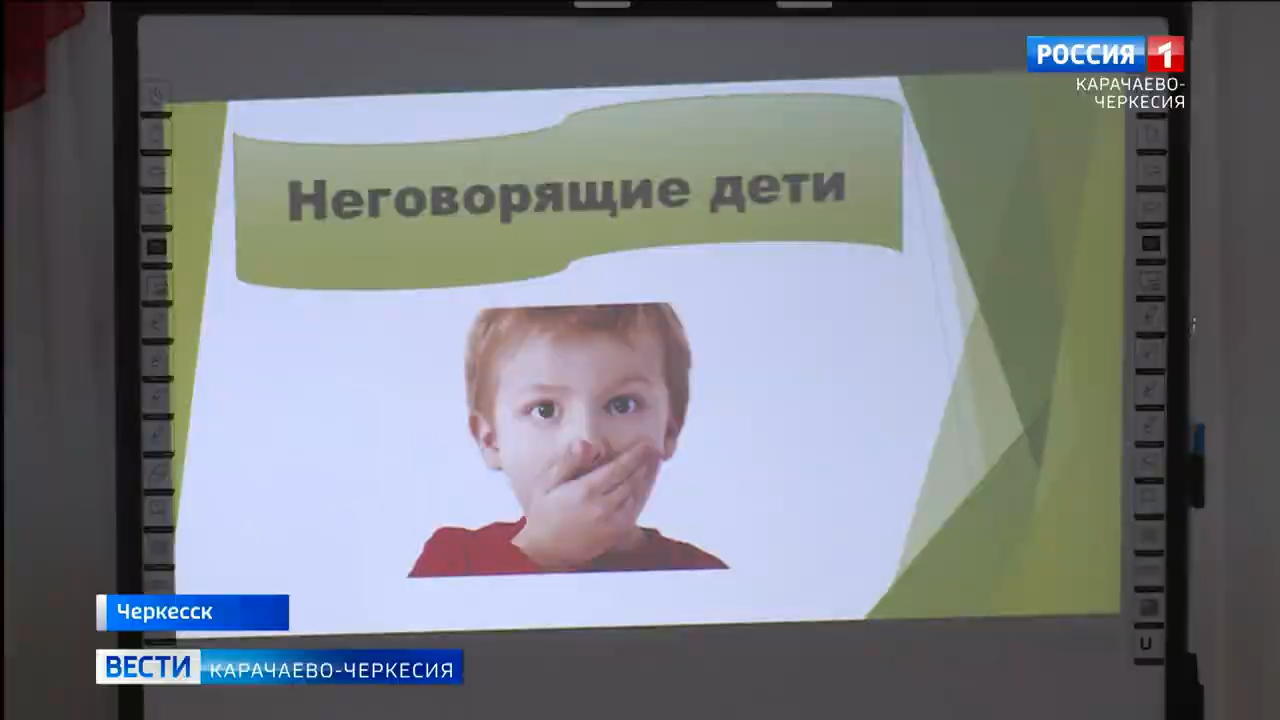 РОССИЯ 1
КАРАЧАЕВО-
ЧЕРКЕСИЯ
Неговорящие дети
Черкесск
ВЕСТИ КАРАЧАЕВО-ЧЕРКЕСИЯ